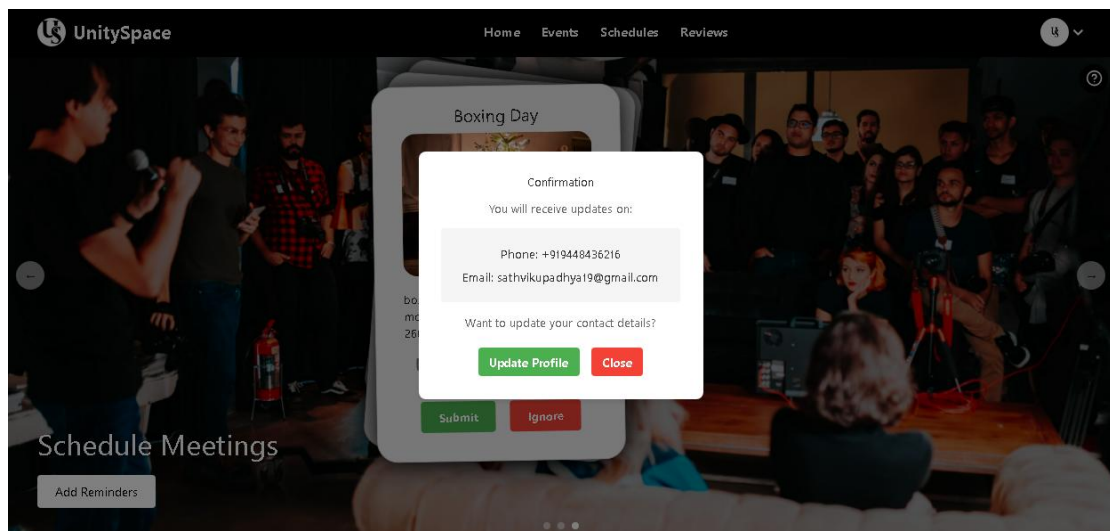 UnitySpace
Home Events Schedules Reviews
Boxing Day
Confirmation
You will receive updates on:
Phone: +919448436216
Email: sathvikupadhya19@gmail.com
Want to update your contact details?
Update Profile Close
Submit Ignore
Schedule Meetings
Add Reminders